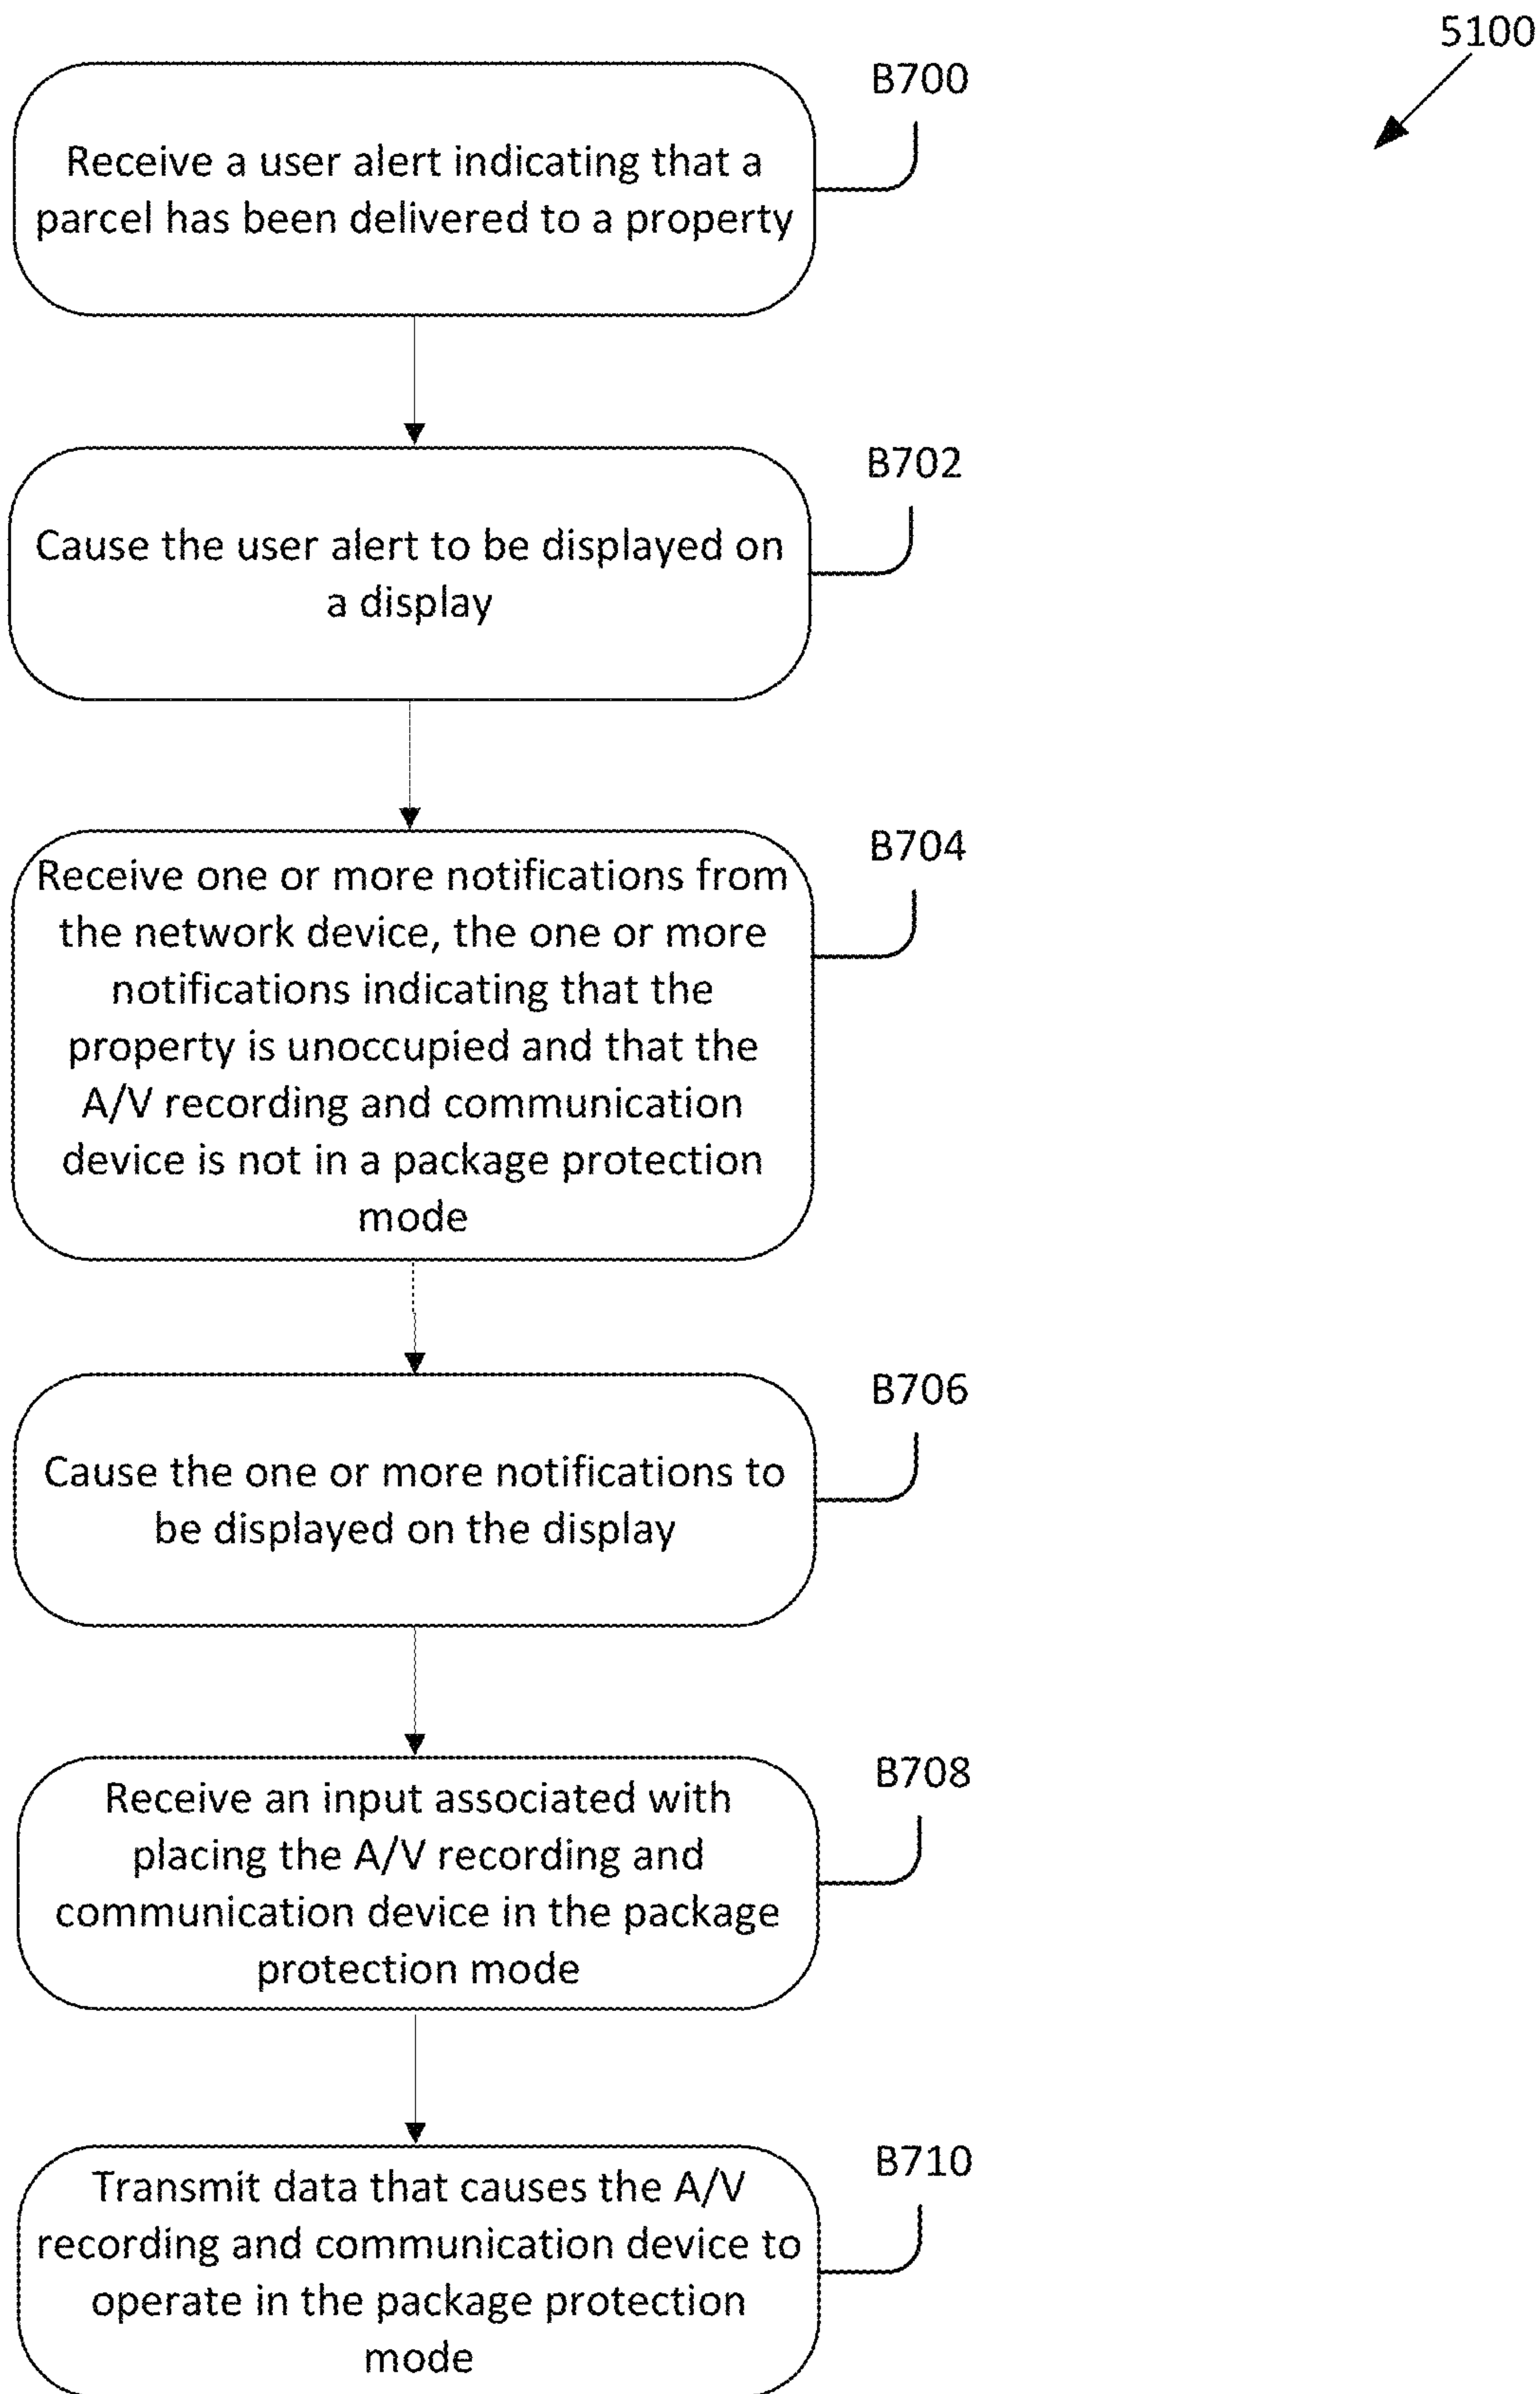 5100
B700
Receive a user alert indicating that a
parcel has been delivered to a property
B702
Cause the user alert to be displayed on
a display
B704
Receive one or more notifications from
the network device, the one or more
notifications indicating that the
property is unoccupied and that the
A/V recording and communication
device is not in a package protection
mode
B706
Cause the one or more notifications to
be displayed on the display
B708
Receive an input associated with
placing the A/V recording and
communication device in the package
protection mode
B710
Transmit data that causes the A/V
recording and communication device to
operate in the package protection
mode